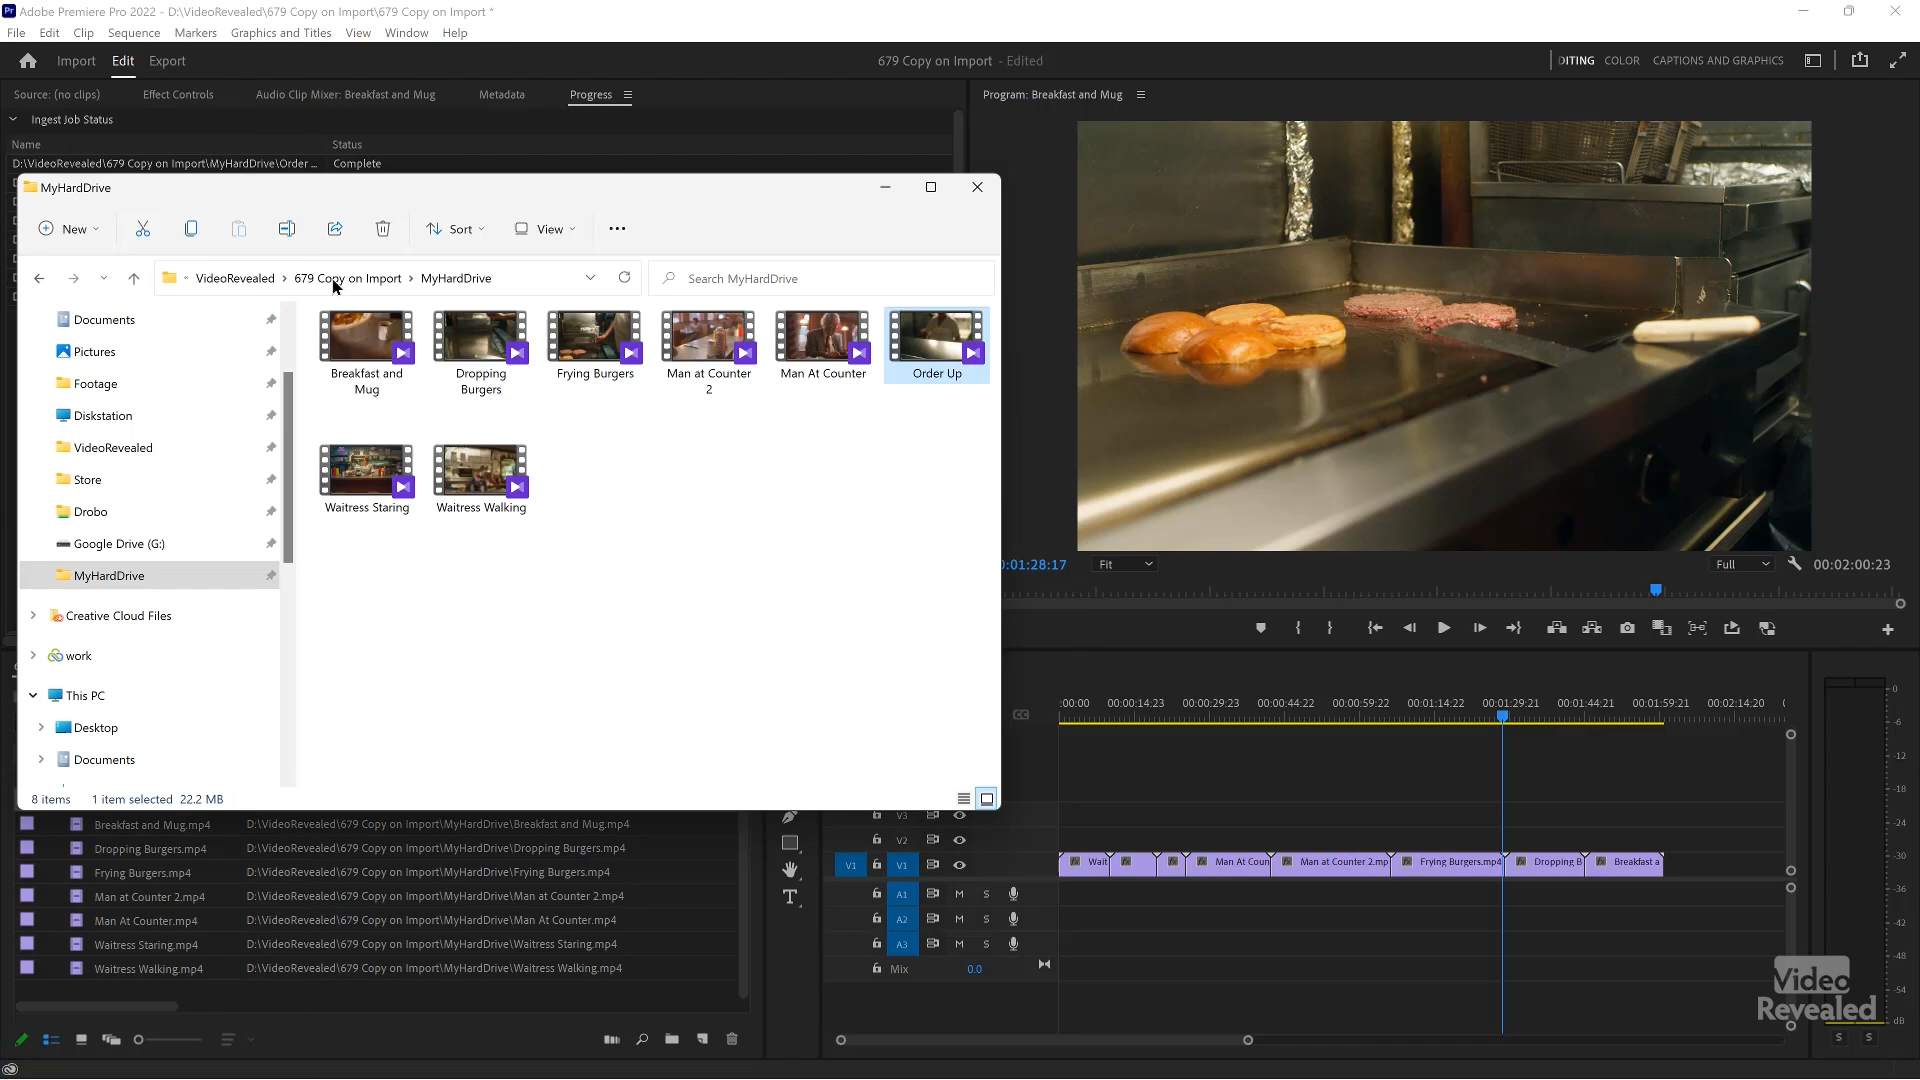 Adobe Premiere Pro 2022 - D:\VideoRevealed\679 Copy on Import\679 Copy on Import *
File Edit Clip Sequence Markers Graphics and Titles View Window Help
Import Edit Export
679 Copy on Import - Edited
DITING COLOR CAPTIONS AND GRAPHICS
Source: (no clips) Effect Controls Audio Clip Mixer: Breakfast and Mug Metadata Progress
Program: Breakfast and Mug
Ingest Job Status
Name Status
D:\VideoRevealed\679 Copy on Import\MyHardDrive\Order ... Complete
MyHardDrive
New Sort View
VideoRevealed 679 Copy on Import MyHardDrive
Search MyHardDrive
Documents
Pictures
Footage
Diskstation
VideoRevealed
Store
Drobo
Google Drive (G:)
MyHardDrive
Creative Cloud Files
work
This PC
Desktop
Documents
Breakfast and Mug
Dropping Burgers
Frying Burgers
Man at Counter 2
Man At Counter
Order Up
Waitress Staring
Waitress Walking
8 items 1 item selected 22.2 MB
:01:28:17 Fit Full 00:02:00:23
:00:00 00:00:14:23 00:00:29:23 00:00:44:22 00:00:59:22 00:01:14:22 00:01:29:21 00:01:44:21 00:01:59:21 00:02:14:20
V3
V2
V1 V1
Wait Man At Coun Man at Counter 2.mp Frying Burgers.mp4 Dropping B Breakfast a
A1 M S
A2 M S
A3 M S
Mix 0.0
Breakfast and Mug.mp4 D:\VideoRevealed\679 Copy on Import\MyHardDrive\Breakfast and Mug.mp4
Dropping Burgers.mp4 D:\VideoRevealed\679 Copy on Import\MyHardDrive\Dropping Burgers.mp4
Frying Burgers.mp4 D:\VideoRevealed\679 Copy on Import\MyHardDrive\Frying Burgers.mp4
Man at Counter 2.mp4 D:\VideoRevealed\679 Copy on Import\MyHardDrive\Man at Counter 2.mp4
Man At Counter.mp4 D:\VideoRevealed\679 Copy on Import\MyHardDrive\Man At Counter.mp4
Waitress Staring.mp4 D:\VideoRevealed\679 Copy on Import\MyHardDrive\Waitress Staring.mp4
Waitress Walking.mp4 D:\VideoRevealed\679 Copy on Import\MyHardDrive\Waitress Walking.mp4
0
-6
-12
-18
-24
-30
-36
-42
-48
-54
dB
S S
Video
Revealed